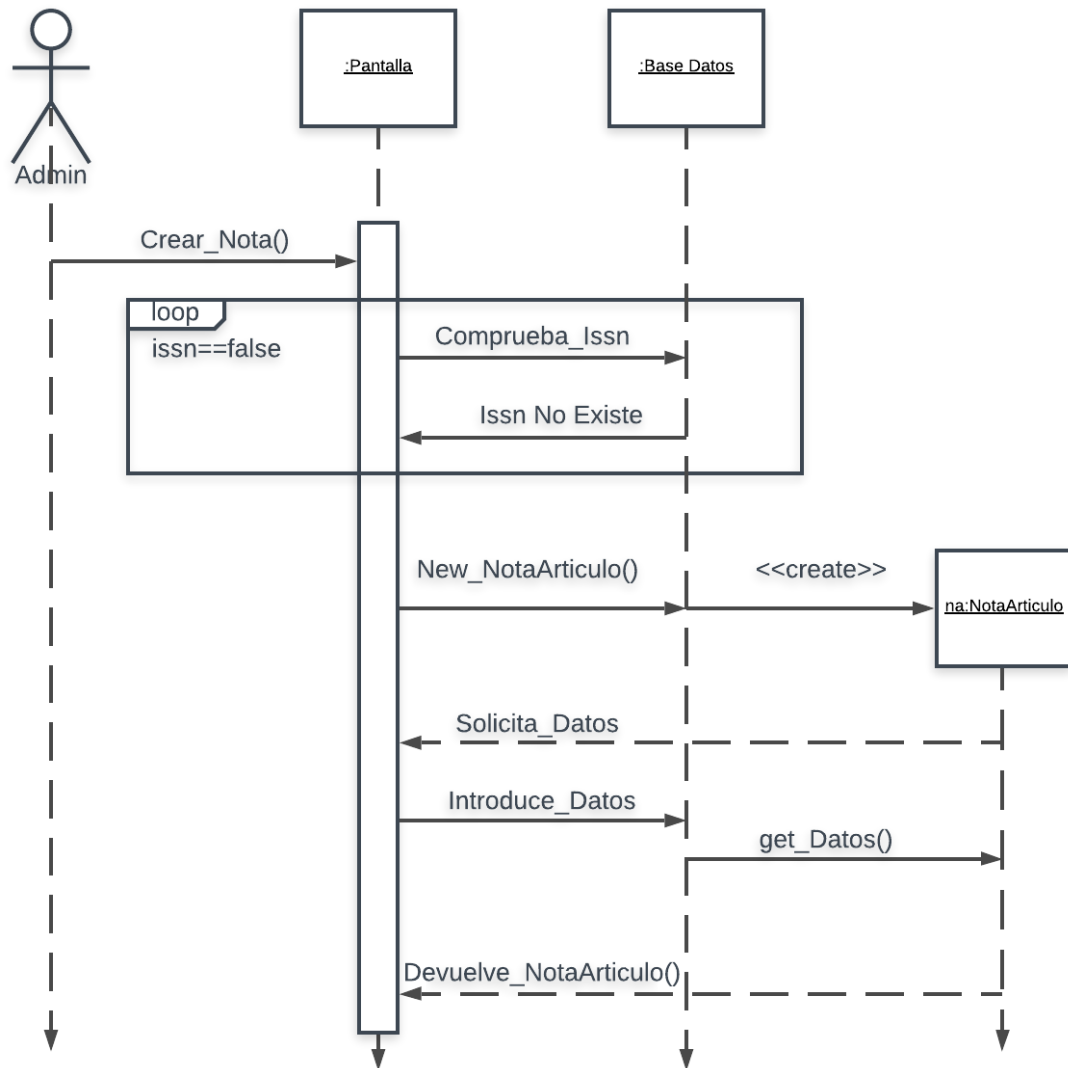 :Pantalla
:Base Datos
Admin
Crear_Nota()
loop
issn==false
Comprueba_Issn
Issn No Existe
New_NotaArticulo()
<<create>>
na:NotaArticulo
Solicita_Datos
Introduce_Datos
get_Datos()
Devuelve_NotaArticulo()